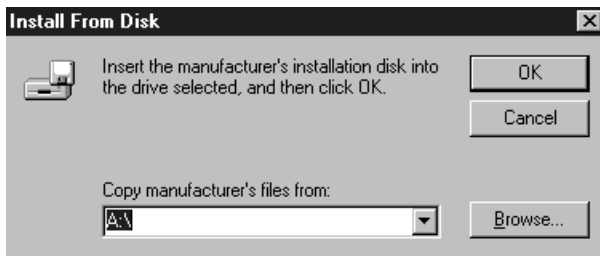 Install From Disk
Insert the manufacturer's installation disk into
the drive selected, and then click OK.
OK
Cancel
Copy manufacturer's files from:
A:\
Browse...